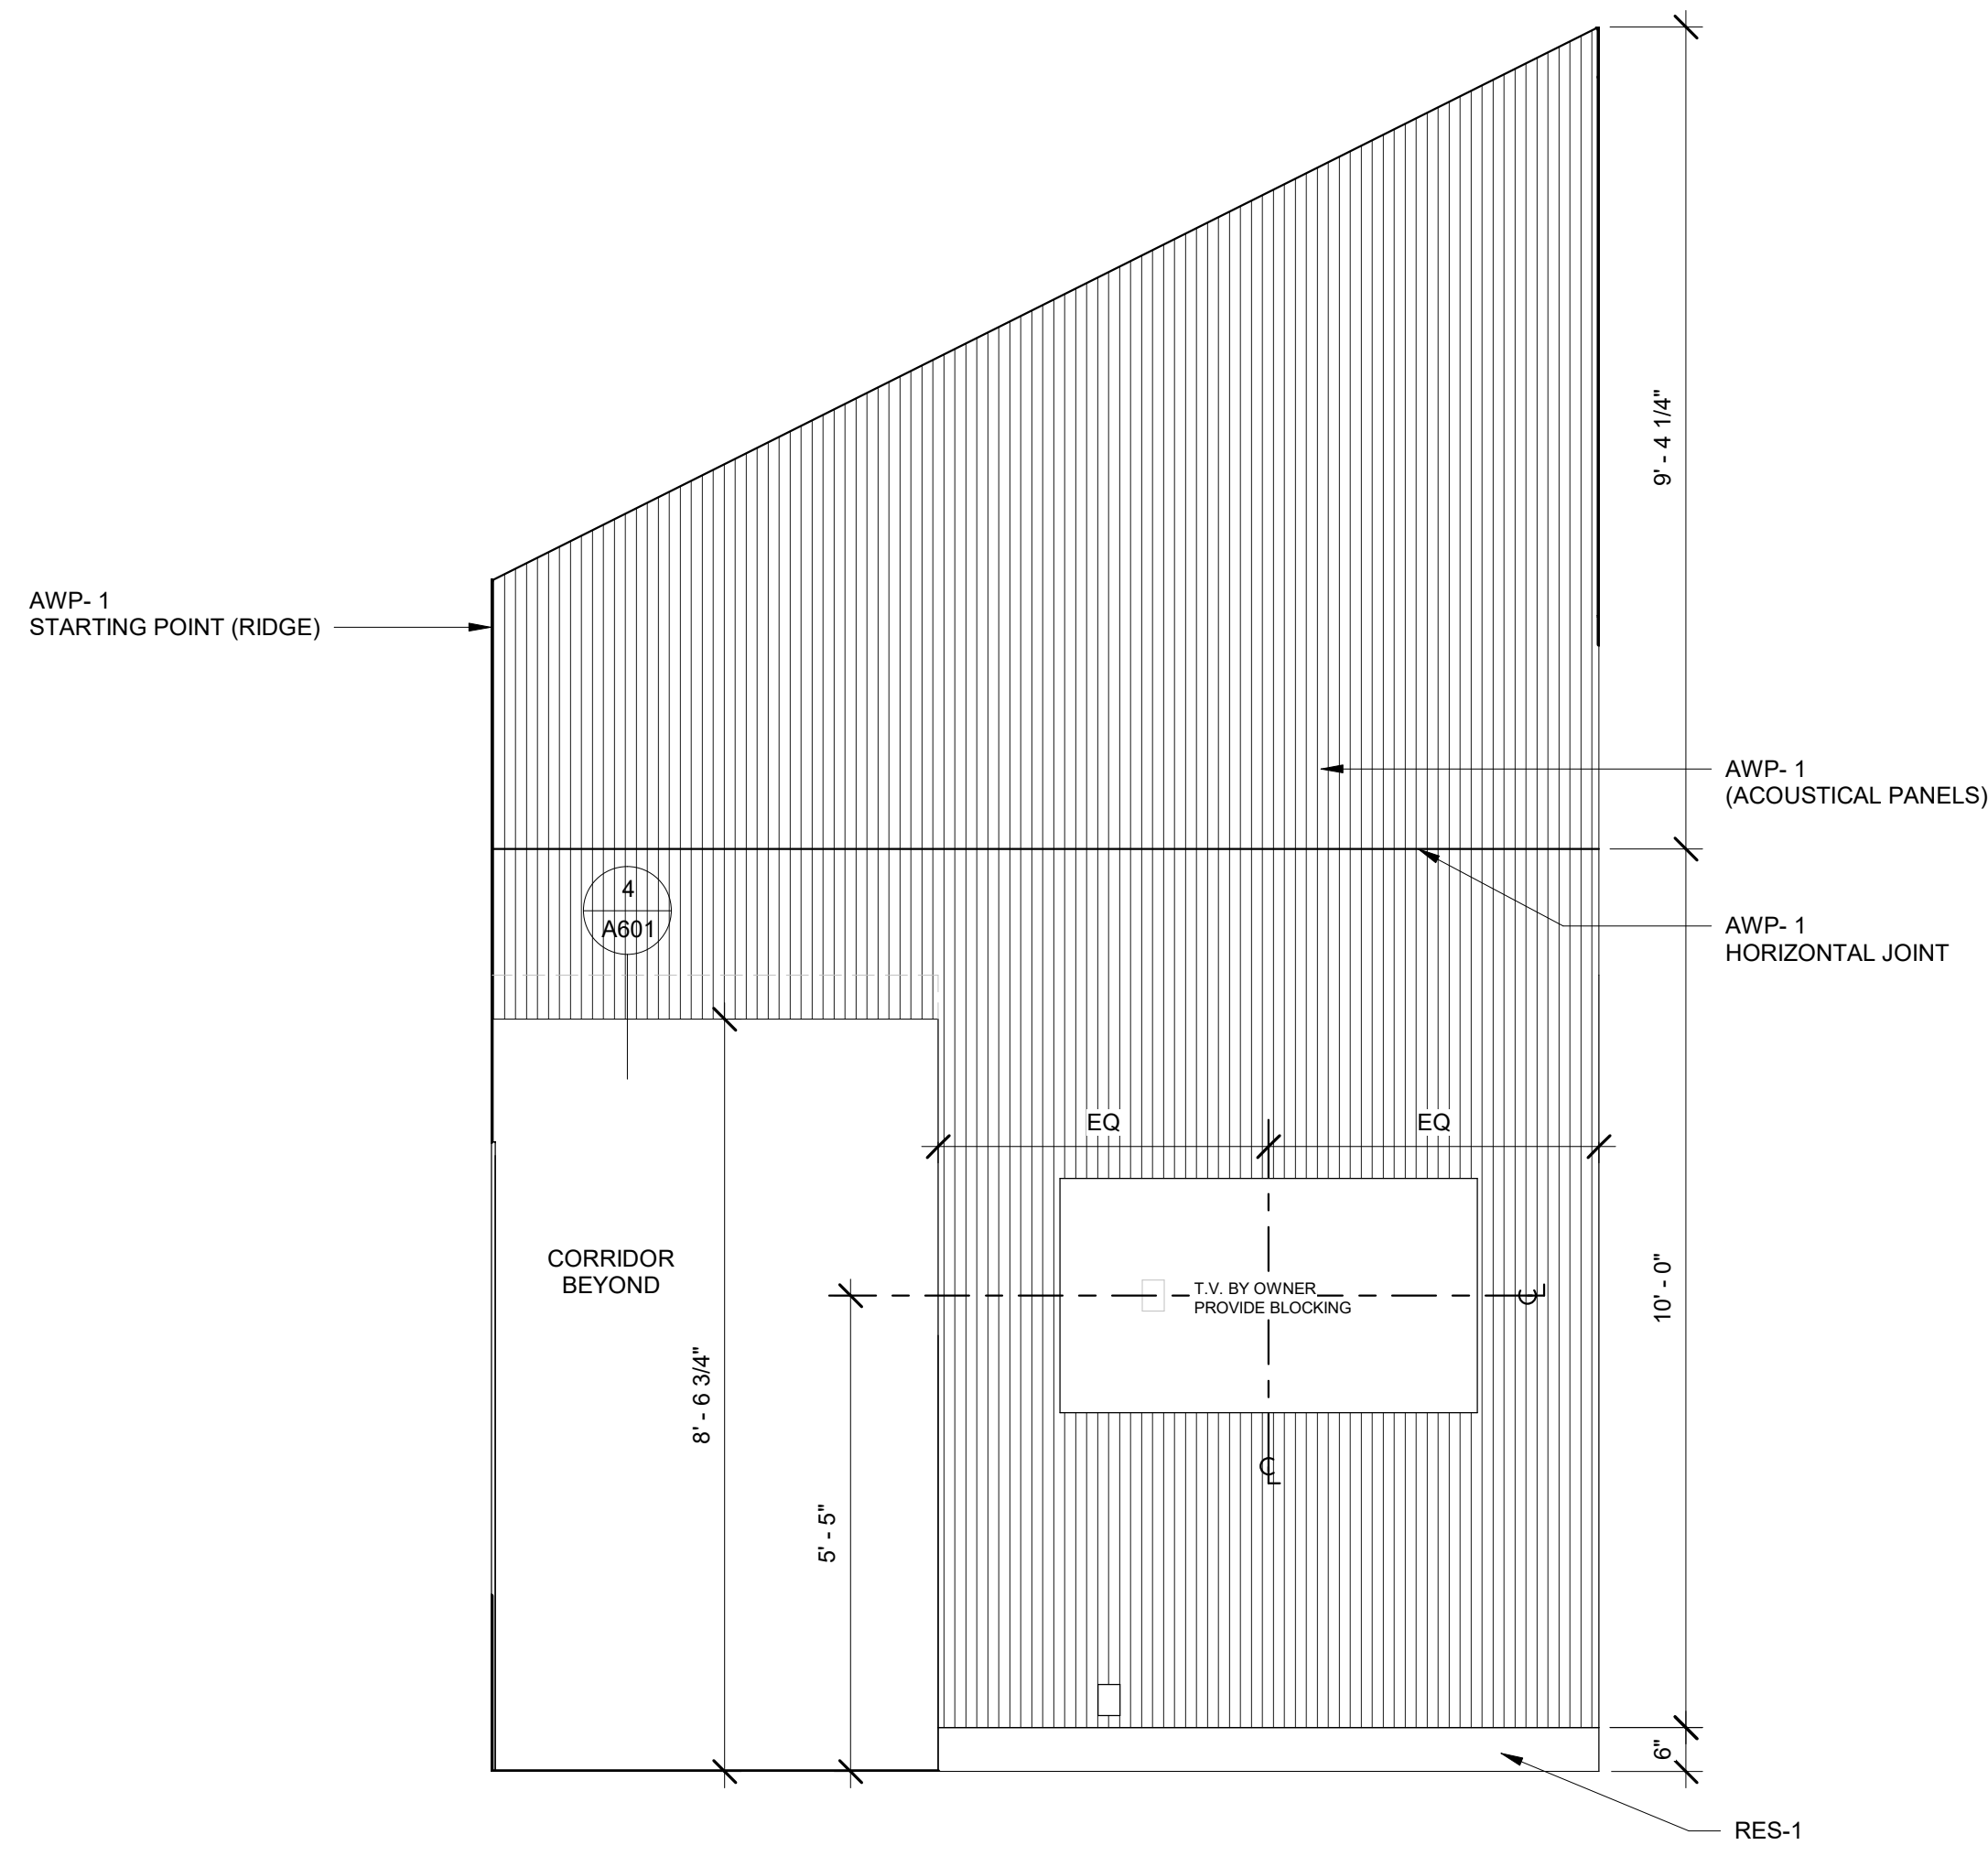 9' - 4 1/4"
AWP- 1
STARTING POINT (RIDGE)
AWP- 1
(ACOUSTICAL PANELS)
4
A601
AWP- 1
HORIZONTAL JOINT
EQ
EQ
CORRIDOR
BEYOND
T.V. BY OWNER
PROVIDE BLOCKING
CL
10' - 0"
8' - 6 3/4"
CL
5' - 5"
6"
RES-1